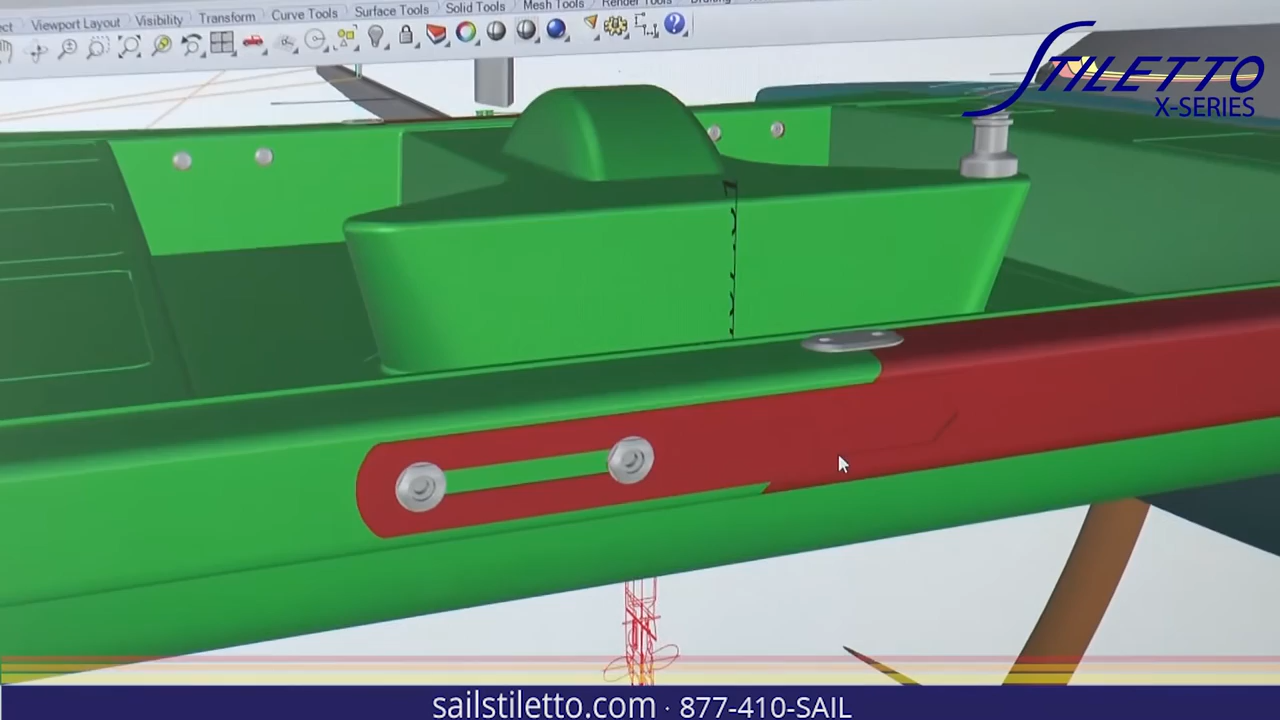 ect Viewport Layout Visibility Transform Curve Tools Surface Tools Solid Tools Mesh Tools Render Tools
STILETTO
X-SERIES
sailstiletto.com · 877-410-SAIL